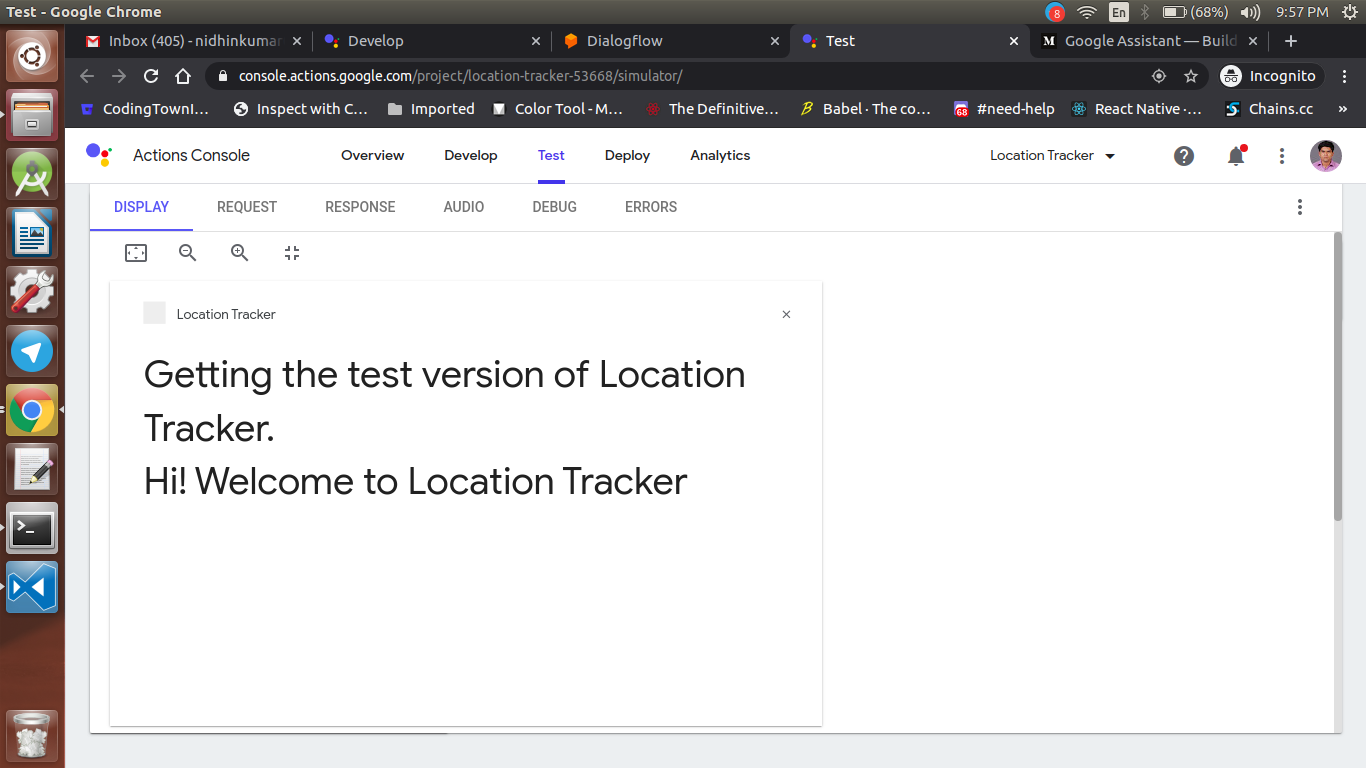 Test - Google Chrome
8
En
(68%)
9:57 PM
Inbox (405) - nidhinkumar
Develop
Dialogflow
Test
M
Google Assistant — Build
console.actions.google.com/project/location-tracker-53668/simulator/
Incognito
CodingTownI…
Inspect with C…
Imported
Color Tool - M…
The Definitive…
Babel · The co…
68
#need-help
React Native ·…
Chains.cc
»
Actions Console
Overview
Develop
Test
Deploy
Analytics
Location Tracker
DISPLAY
REQUEST
RESPONSE
AUDIO
DEBUG
ERRORS
Location Tracker
Getting the test version of Location
Tracker.
Hi! Welcome to Location Tracker